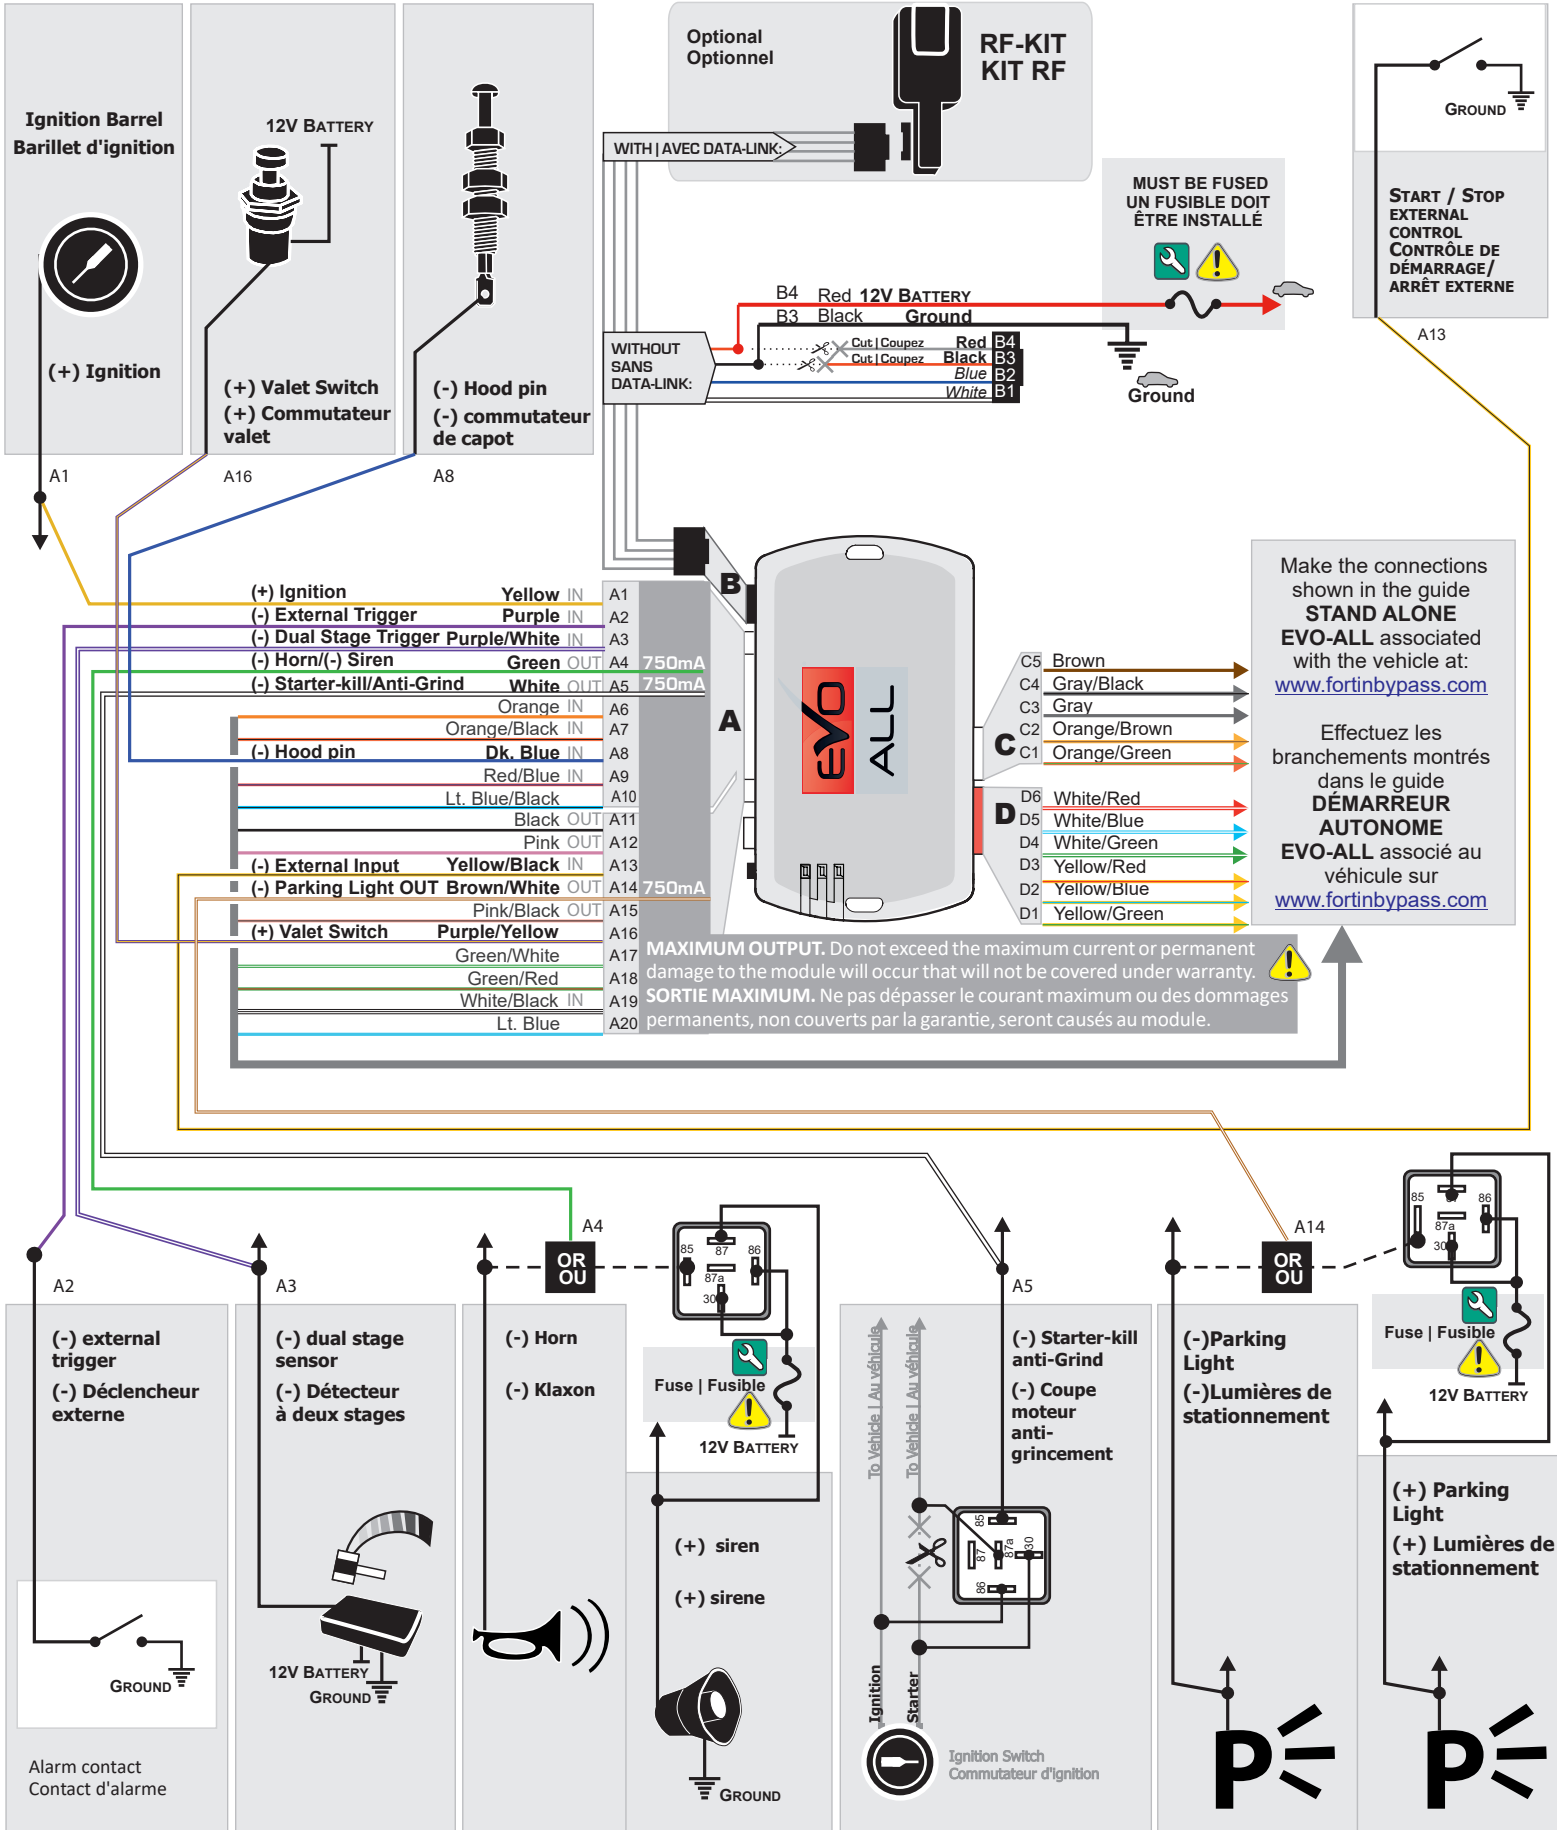 Optional
Optionnel
RF-KIT
KIT RF
WITH | AVEC DATA-LINK:
Ignition Barrel
Barillet d'ignition
(+) Ignition
A1
12V BATTERY
(+) Valet Switch
(+) Commutateur
valet
A16
(-) Hood pin
(-) commutateur
de capot
A8
MUST BE FUSED
UN FUSIBLE DOIT
ÊTRE INSTALLÉ
B4 Red 12V BATTERY
B3 Black Ground
WITHOUT
SANS
DATA-LINK:
Cut | Coupez Red B4
Cut | Coupez Black B3
Blue B2
White B1
Ground
GROUND
START / STOP
EXTERNAL
CONTROL
CONTRÔLE DE
DÉMARRAGE/
ARRÊT EXTERNE
A13
(+) Ignition Yellow IN A1
(-) External Trigger Purple IN A2
(-) Dual Stage Trigger Purple/White IN A3
(-) Horn/(-) Siren Green OUT A4 750mA
(-) Starter-kill/Anti-Grind White OUT A5 750mA
Orange IN A6
Orange/Black IN A7
(-) Hood pin Dk. Blue IN A8
Red/Blue IN A9
Lt. Blue/Black A10
Black OUT A11
Pink OUT A12
(-) External Input Yellow/Black IN A13
(-) Parking Light OUT Brown/White OUT A14 750mA
Pink/Black OUT A15
(+) Valet Switch Purple/Yellow A16
Green/White A17
Green/Red A18
White/Black IN A19
Lt. Blue A20
B
A
EVO
ALL
C
C5 Brown
C4 Gray/Black
C3 Gray
C2 Orange/Brown
C1 Orange/Green
D
D6 White/Red
D5 White/Blue
D4 White/Green
D3 Yellow/Red
D2 Yellow/Blue
D1 Yellow/Green
Make the connections
shown in the guide
STAND ALONE
EVO-ALL associated
with the vehicle at:
www.fortinbypass.com
Effectuez les
branchements montrés
dans le guide
DÉMARREUR
AUTONOME
EVO-ALL associé au
véhicule sur
www.fortinbypass.com
MAXIMUM OUTPUT. Do not exceed the maximum current or permanent
damage to the module will occur that will not be covered under warranty.
SORTIE MAXIMUM. Ne pas dépasser le courant maximum ou des dommages
permanents, non couverts par la garantie, seront causés au module.
A2
(-) external
trigger
(-) Déclencheur
externe
GROUND
Alarm contact
Contact d'alarme
A3
(-) dual stage
sensor
(-) Détecteur
à deux stages
12V BATTERY
GROUND
A4
OR
OU
(-) Horn
(-) Klaxon
85
87
86
87a
30
Fuse | Fusible
12V BATTERY
(+) siren
(+) sirene
GROUND
A5
To Vehicle | Au véhicule
To Vehicle | Au véhicule
(-) Starter-kill
anti-Grind
(-) Coupe
moteur
anti-
grincement
85
87
87a
30
86
Ignition
Starter
Ignition Switch
Commutateur d'ignition
A14
OR
OU
(-)Parking
Light
(-)Lumières de
stationnement
P
85
86
87a
30
Fuse | Fusible
12V BATTERY
(+) Parking
Light
(+) Lumières de
stationnement
P